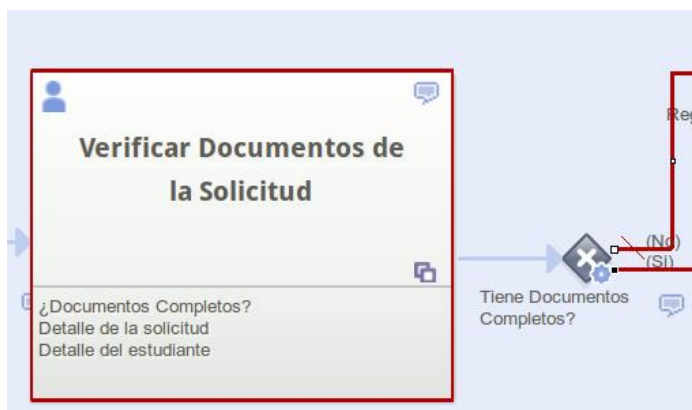 Verificar Documentos de
la Solicitud
¿Documentos Completos?
Detalle de la solicitud
Detalle del estudiante
Tiene Documentos
Completos?
(No)
(Si)